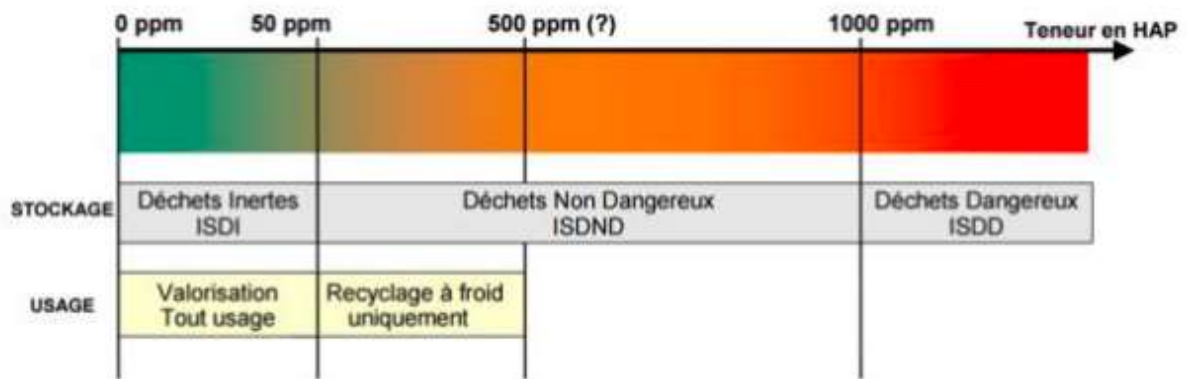 0 ppm 50 ppm 500 ppm (?) 1000 ppm Teneur en HAP
STOCKAGE
Déchets Inertes
ISDI
Déchets Non Dangereux
ISDND
Déchets Dangereux
ISDD
USAGE
Valorisation
Tout usage
Recyclage à froid
uniquement